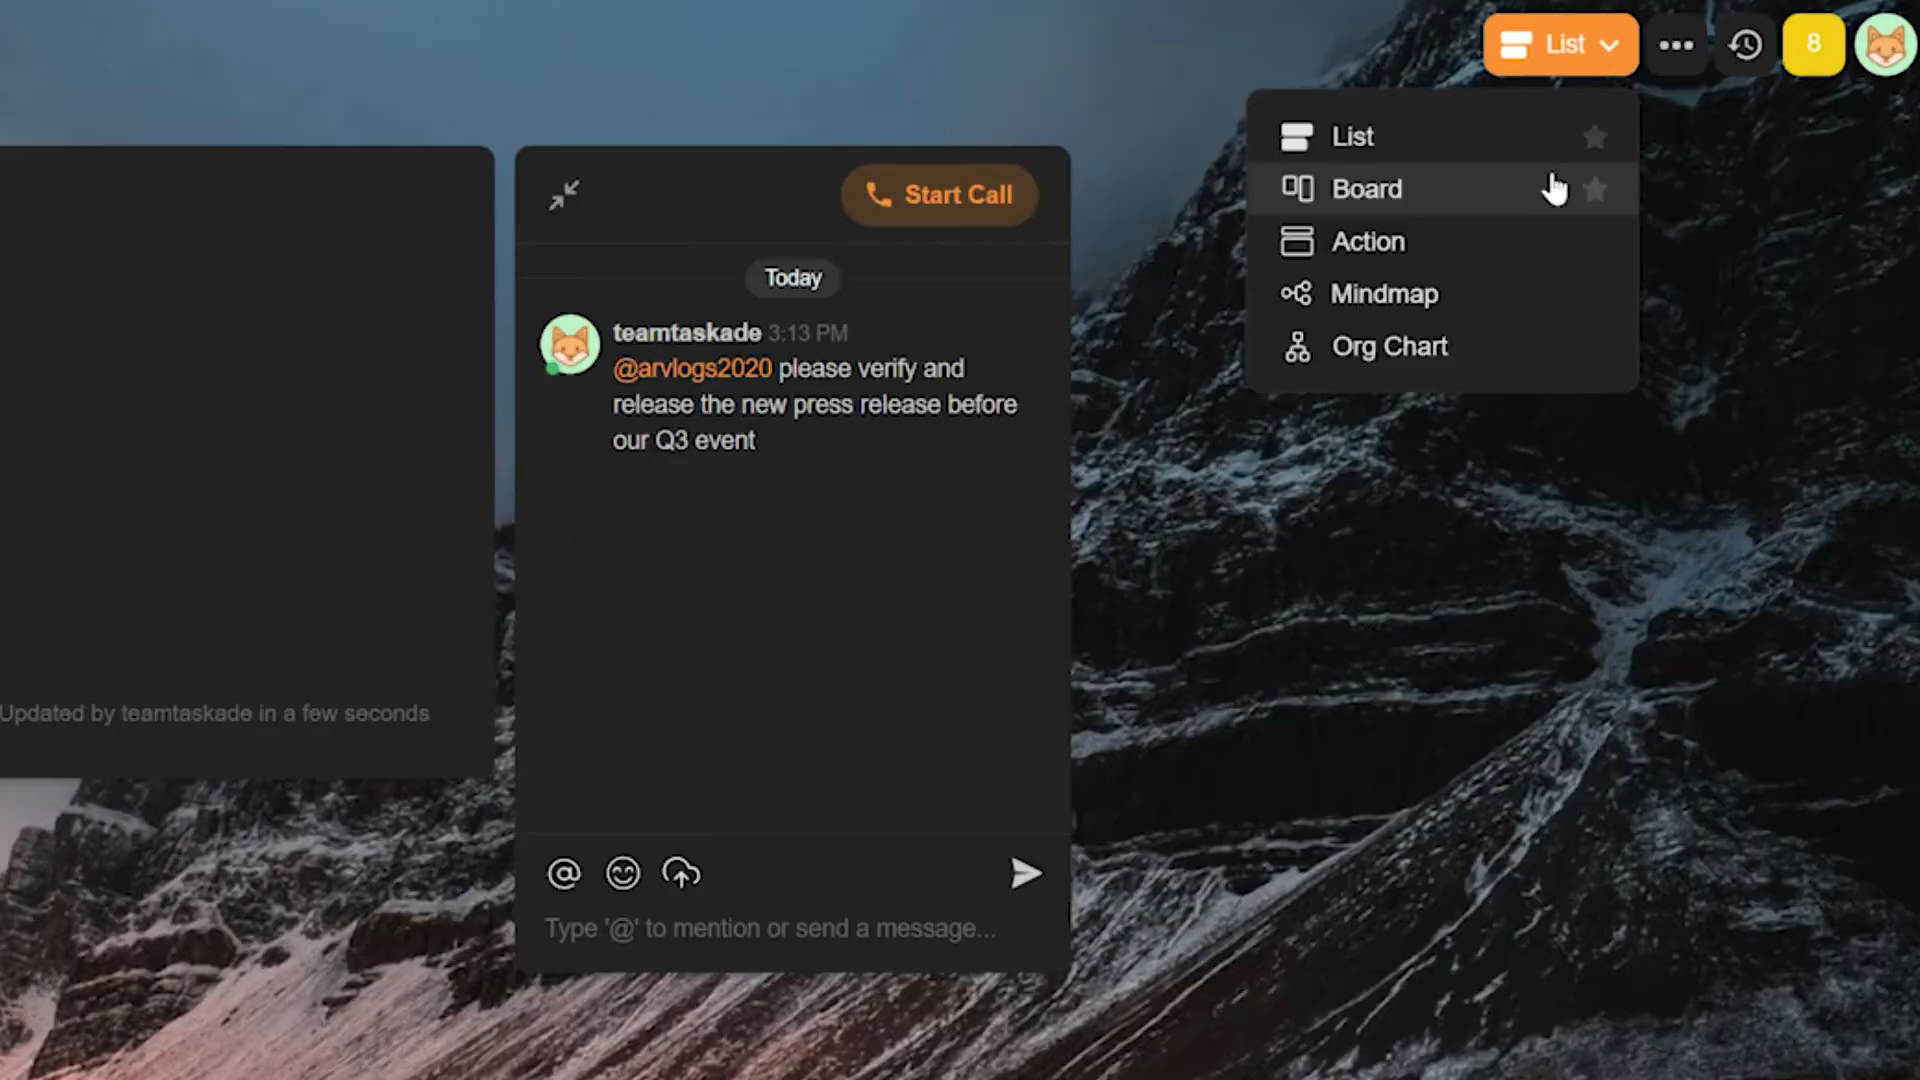 List
8
List
Board
Action
Mindmap
Org Chart
Start Call
Today
teamtaskade 3:13 PM
@arvlogs2020 please verify and
release the new press release before
our Q3 event
Updated by teamtaskade in a few seconds
@
Type '@' to mention or send a message...